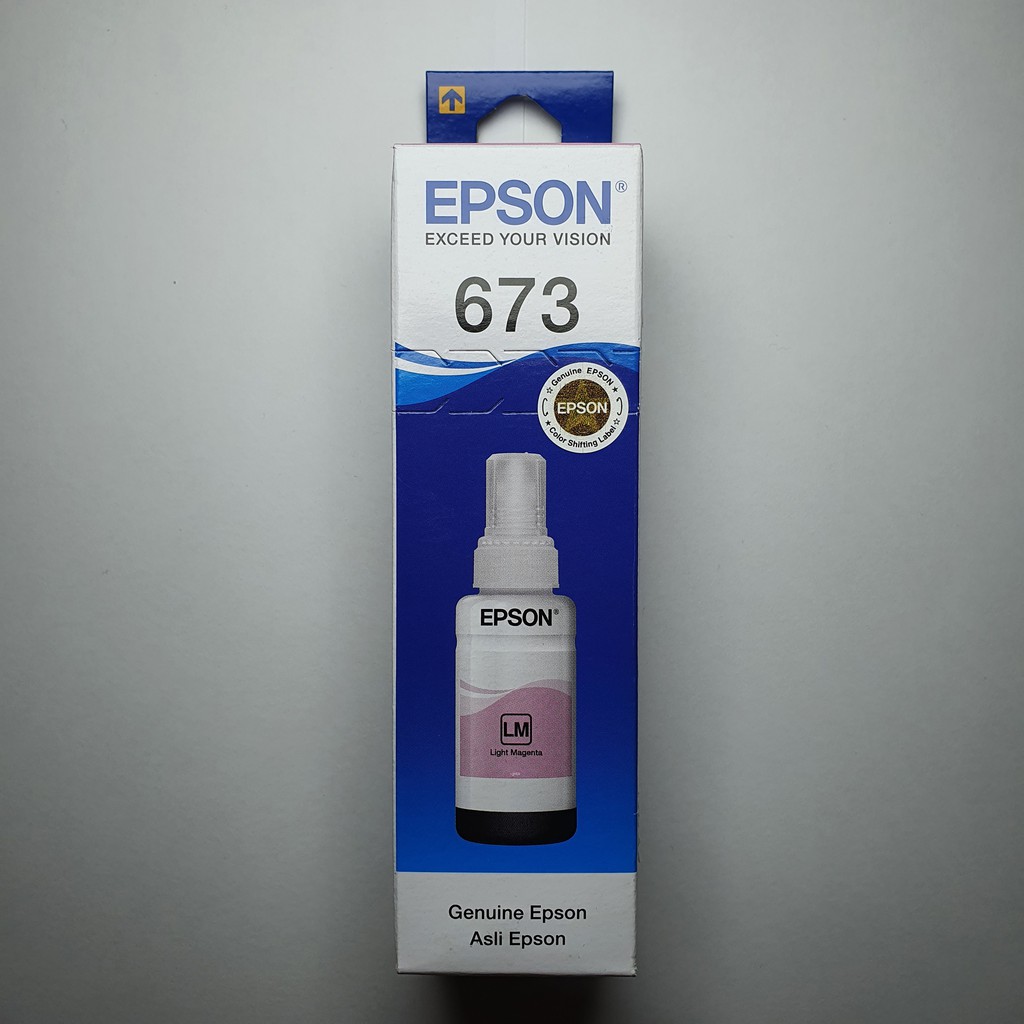 EPSON®
EXCEED YOUR VISION
673
☆ Genuine EPSON ★
EPSON
★ Color Shifting Label ☆
EPSON®
LM
Light Magenta
Genuine Epson
Asli Epson